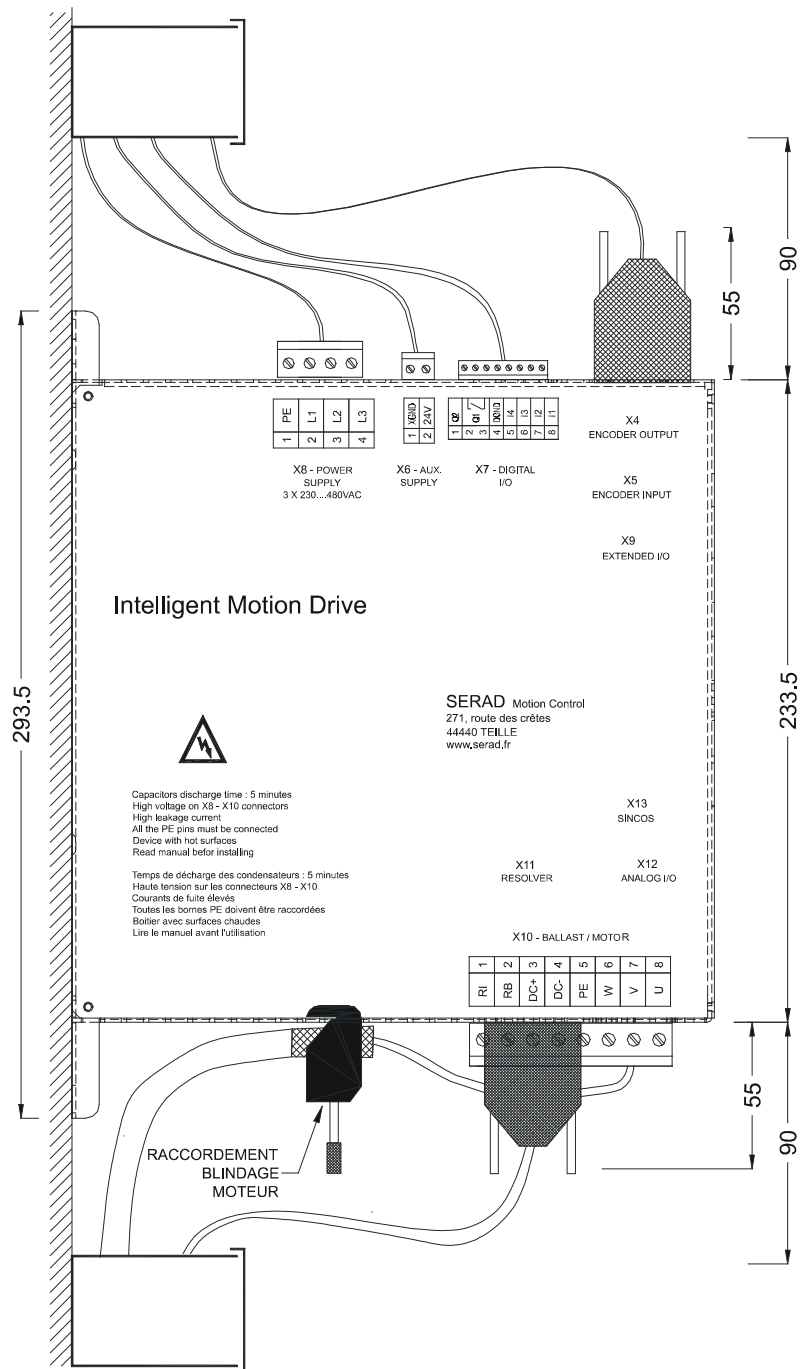 90
55
PE L1 L2 L3
1 2 3 4
XGND 24V
1 2
Q2 Q1 DGND I4 I3 I2 I1
1 2 3 4 5 6 7 8
X8 - POWER
SUPPLY
3 X 230....480VAC
X6 - AUX.
SUPPLY
X7 - DIGITAL
I/O
X4
ENCODER OUTPUT
X5
ENCODER INPUT
X9
EXTENDED I/O
Intelligent Motion Drive
293.5
233.5
SERAD Motion Control
271, route des crêtes
44440 TEILLE
www.serad.fr
Capacitors discharge time : 5 minutes
High voltage on X8 - X10 connectors
High leakage current
All the PE pins must be connected
Device with hot surfaces
Read manual befor installing
Temps de décharge des condensateurs : 5 minutes
Haute tension sur les connecteurs X8 - X10
Courants de fuite élevés
Toutes les bornes PE doivent être raccordées
Boitier avec surfaces chaudes
Lire le manuel avant l'utilisation
X13
SINCOS
X11
RESOLVER
X12
ANALOG I/O
X10 - BALLAST / MOTOR
1 2 3 4 5 6 7 8
RI RB DC+ DC- PE W V U
55
90
RACCORDEMENT
BLINDAGE
MOTEUR